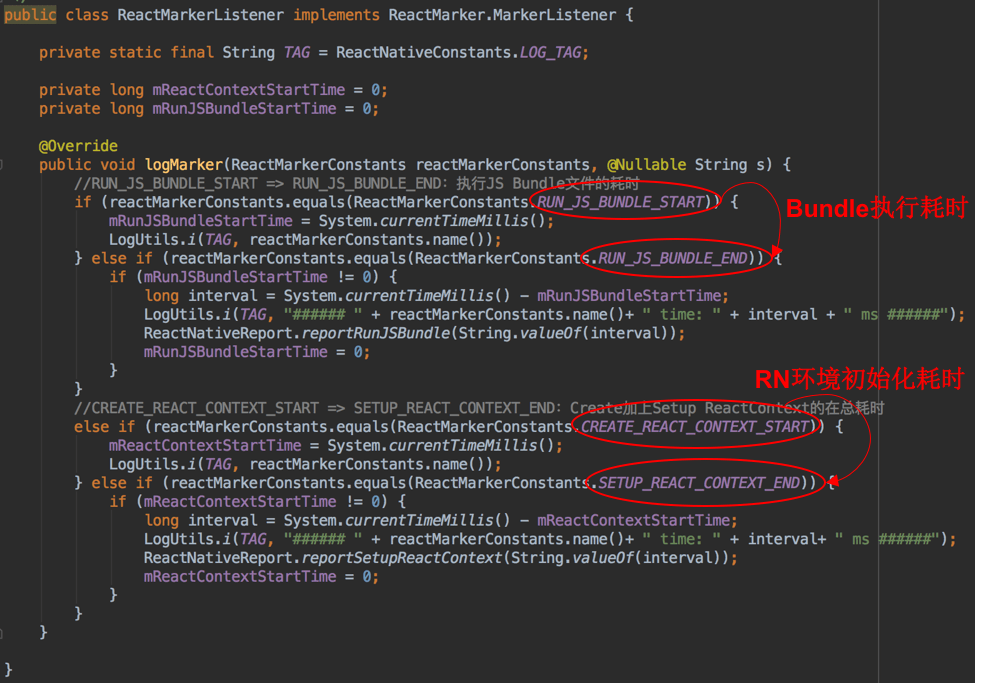 public class ReactMarkerListener implements ReactMarker.MarkerListener {
private static final String TAG = ReactNativeConstants.LOG_TAG;
private long mReactContextStartTime = 0;
private long mRunJSBundleStartTime = 0;
@Override
public void logMarker(ReactMarkerConstants reactMarkerConstants, @Nullable String s) {
//RUN_JS_BUNDLE_START => RUN_JS_BUNDLE_END: 执行JS Bundle文件的耗时
if (reactMarkerConstants.equals(ReactMarkerConstants.RUN_JS_BUNDLE_START)) {
Bundle执行耗时
mRunJSBundleStartTime = System.currentTimeMillis();
LogUtils.i(TAG, reactMarkerConstants.name());
} else if (reactMarkerConstants.equals(ReactMarkerConstants.RUN_JS_BUNDLE_END)) {
if (mRunJSBundleStartTime != 0) {
long interval = System.currentTimeMillis() - mRunJSBundleStartTime;
LogUtils.i(TAG, "###### " + reactMarkerConstants.name()+ " time: " + interval + " ms ######");
ReactNativeReport.reportRunJSBundle(String.valueOf(interval));
mRunJSBundleStartTime = 0;
}
}
RN环境初始化耗时
//CREATE_REACT_CONTEXT_START => SETUP_REACT_CONTEXT_END: Create加上Setup ReactContext的在总耗时
else if (reactMarkerConstants.equals(ReactMarkerConstants.CREATE_REACT_CONTEXT_START)) {
mReactContextStartTime = System.currentTimeMillis();
LogUtils.i(TAG, reactMarkerConstants.name());
} else if (reactMarkerConstants.equals(ReactMarkerConstants.SETUP_REACT_CONTEXT_END)) {
if (mReactContextStartTime != 0) {
long interval = System.currentTimeMillis() - mReactContextStartTime;
LogUtils.i(TAG, "###### " + reactMarkerConstants.name()+ " time: " + interval+ " ms ######");
ReactNativeReport.reportSetupReactContext(String.valueOf(interval));
mReactContextStartTime = 0;
}
}
}
}